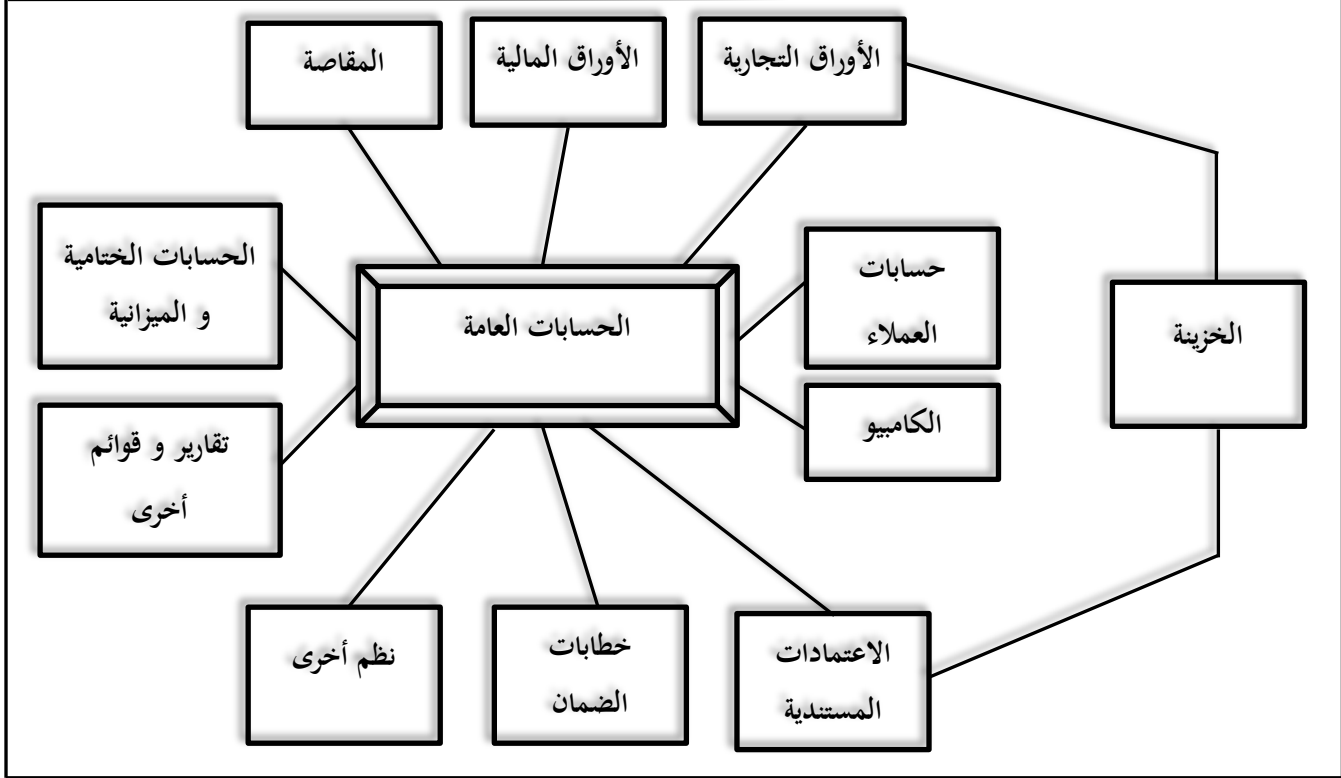 الأوراق التجارية
الأوراق المالية
المقاصة
حسابات
العملاء
الحسابات الختامية
و الميزانية
الخزينة
الحسابات العامة
الكامبيو
تقارير و قوائم
أخرى
الاعتمادات
المستندية
خطابات
الضمان
نظم أخرى